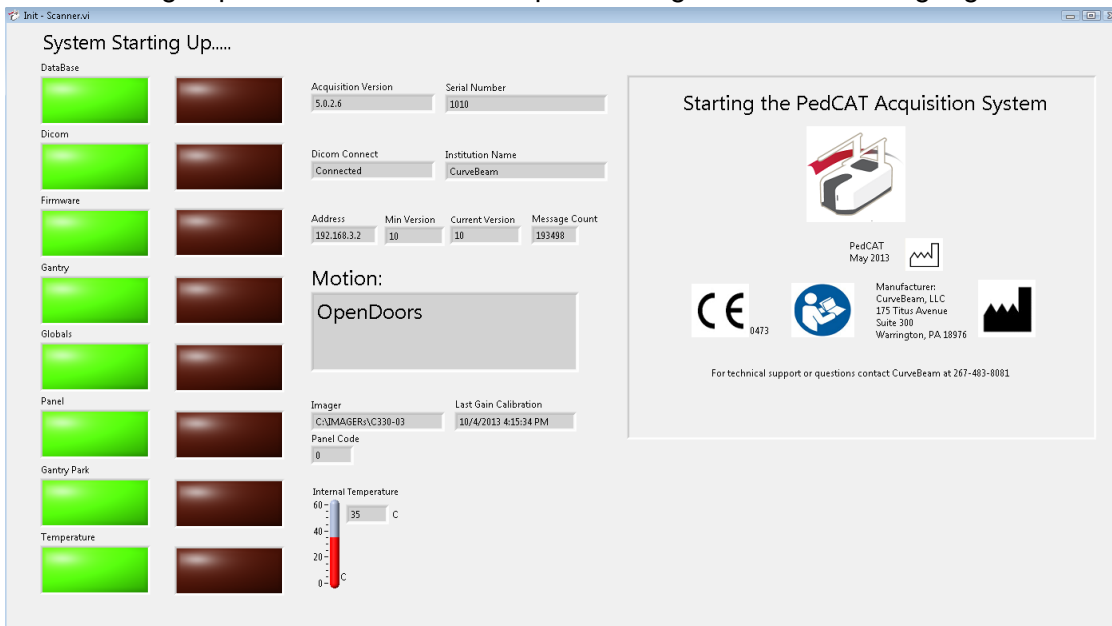 Init - Scanner.vi
System Starting Up.....
DataBase
Dicom
Firmware
Gantry
Globals
Panel
Gantry Park
Temperature
Acquisition Version Serial Number
5.0.2.6 1010
Dicom Connect Institution Name
Connected CurveBeam
Address Min Version Current Version Message Count
192.168.3.2 10 10 193498
Motion:
OpenDoors
Imager Last Gain Calibration
C:\IMAGERs\C330-03 10/4/2013 4:15:34 PM
Panel Code
0
Internal Temperature
60
35 C
40
20
0 C
Starting the PedCAT Acquisition System
PedCAT
May 2013
CE 0473
Manufacturer:
CurveBeam, LLC
175 Titus Avenue
Suite 300
Warrington, PA 18976
For technical support or questions contact CurveBeam at 267-483-8081